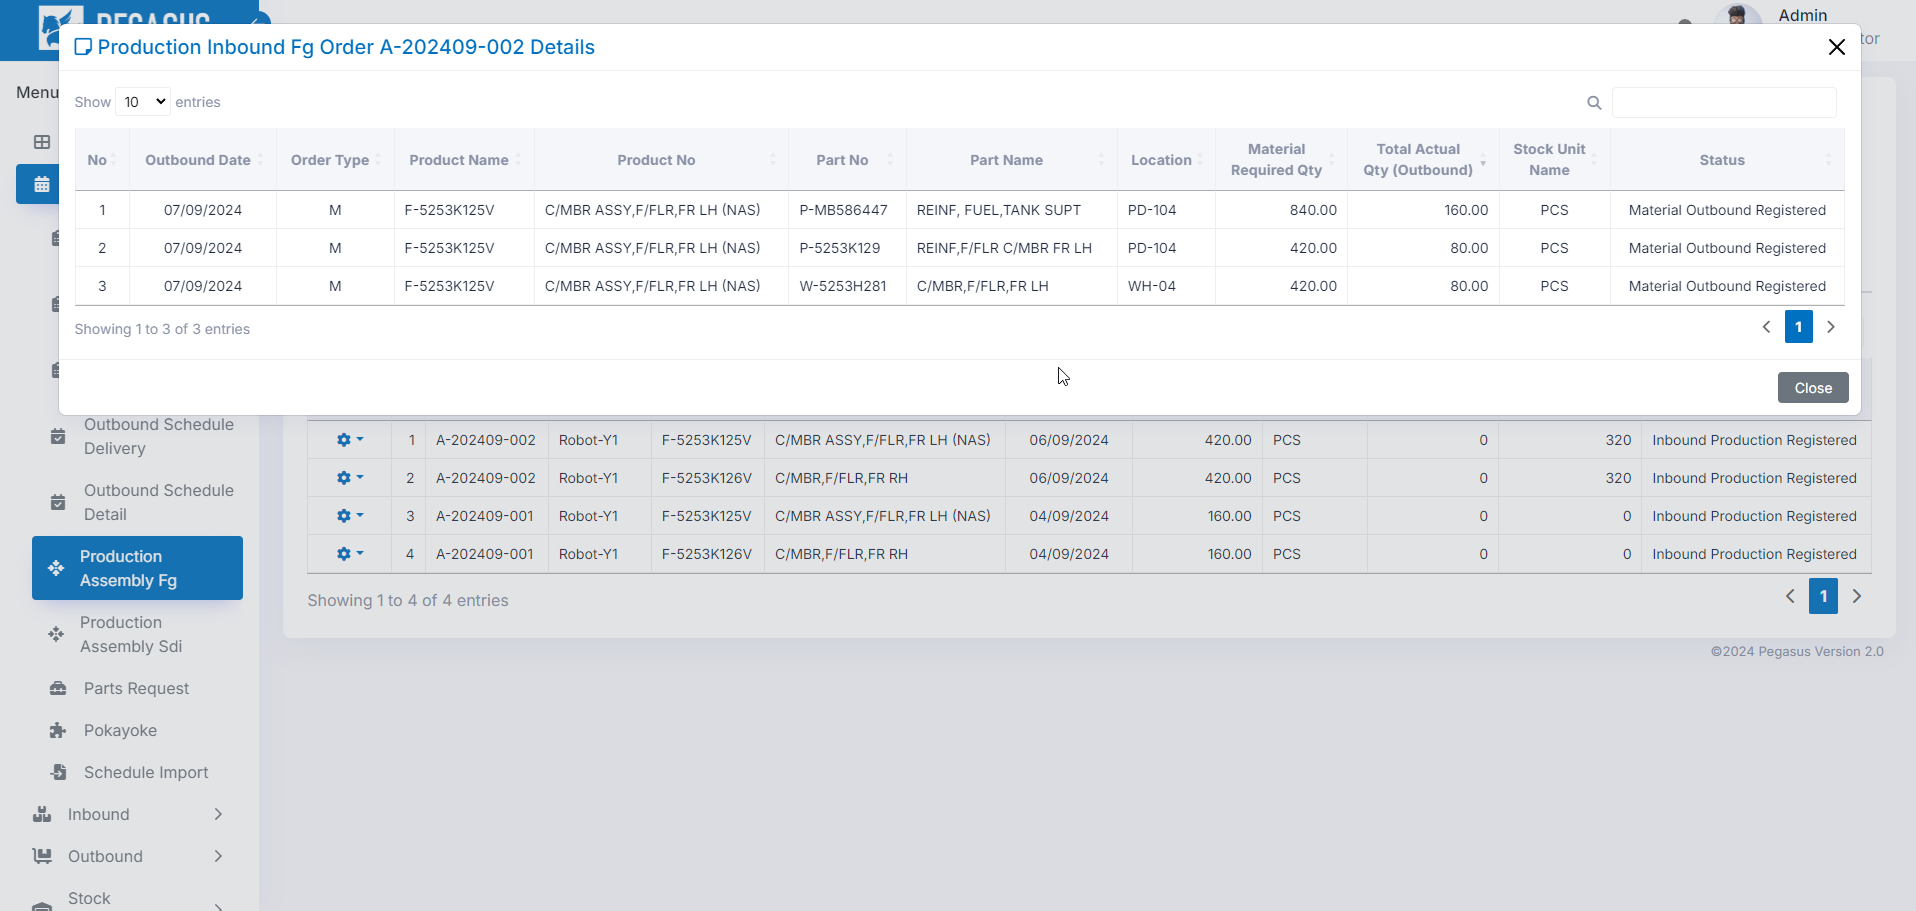 PEGASUS
Admin
tor
Production Inbound Fg Order A-202409-002 Details
Menu
Show 10 entries
No Outbound Date Order Type Product Name Product No Part No Part Name Location Material Required Qty Total Actual Qty (Outbound) Stock Unit Name Status
1 07/09/2024 M F-5253K125V C/MBR ASSY,F/FLR,FR LH (NAS) P-MB586447 REINF, FUEL,TANK SUPT PD-104 840.00 160.00 PCS Material Outbound Registered
2 07/09/2024 M F-5253K125V C/MBR ASSY,F/FLR,FR LH (NAS) P-5253K129 REINF,F/FLR C/MBR FR LH PD-104 420.00 80.00 PCS Material Outbound Registered
3 07/09/2024 M F-5253K125V C/MBR ASSY,F/FLR,FR LH (NAS) W-5253H281 C/MBR,F/FLR,FR LH WH-04 420.00 80.00 PCS Material Outbound Registered
Showing 1 to 3 of 3 entries
1
Close
1 A-202409-002 Robot-Y1 F-5253K125V C/MBR ASSY,F/FLR,FR LH (NAS) 06/09/2024 420.00 PCS 0 320 Inbound Production Registered
2 A-202409-002 Robot-Y1 F-5253K126V C/MBR,F/FLR,FR RH 06/09/2024 420.00 PCS 0 320 Inbound Production Registered
3 A-202409-001 Robot-Y1 F-5253K125V C/MBR ASSY,F/FLR,FR LH (NAS) 04/09/2024 160.00 PCS 0 0 Inbound Production Registered
4 A-202409-001 Robot-Y1 F-5253K126V C/MBR,F/FLR,FR RH 04/09/2024 160.00 PCS 0 0 Inbound Production Registered
Showing 1 to 4 of 4 entries
1
©2024 Pegasus Version 2.0
Outbound Schedule
Delivery
Outbound Schedule
Detail
Production
Assembly Fg
Production
Assembly Sdi
Parts Request
Pokayoke
Schedule Import
Inbound
Outbound
Stock